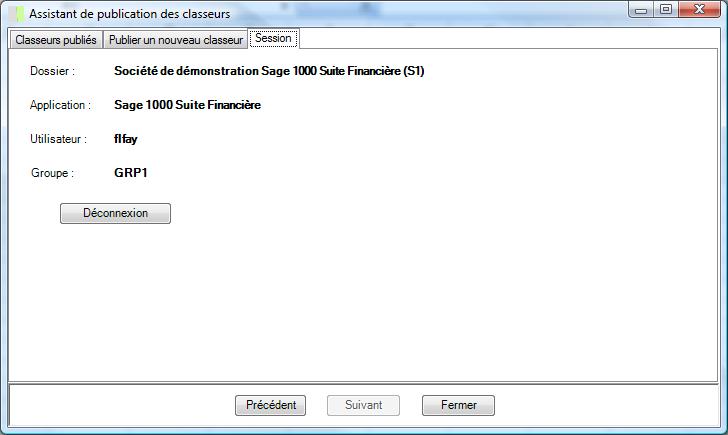 Assistant de publication des classeurs
Classeurs publiés Publier un nouveau classeur Session
Dossier : Société de démonstration Sage 1000 Suite Financière (S1)
Application : Sage 1000 Suite Financière
Utilisateur : flfay
Groupe : GRP1
Déconnexion
Précédent Suivant Fermer